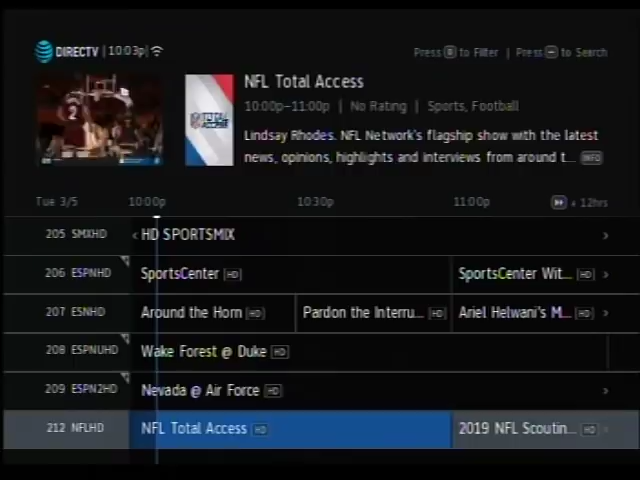 DIRECTV | 10:03p
Press to Filter | Press to Search
NFL Total Access
10:00p–11:00p | No Rating | Sports, Football
Lindsay Rhodes. NFL Network's flagship show with the latest
news, opinions, highlights and interviews from around t... INFO
Tue 3/5 10:00p 10:30p 11:00p + 12hrs
205 SMXHD ‹ HD SPORTSMIX ›
206 ESPNHD SportsCenter HD SportsCenter Wit... HD ›
207 ESNHD Around the Horn HD Pardon the Interru... HD Ariel Helwani's M... HD ›
208 ESPNUHD Wake Forest @ Duke HD
209 ESPN2HD Nevada @ Air Force HD ›
212 NFLHD NFL Total Access HD 2019 NFL Scoutin... HD ›